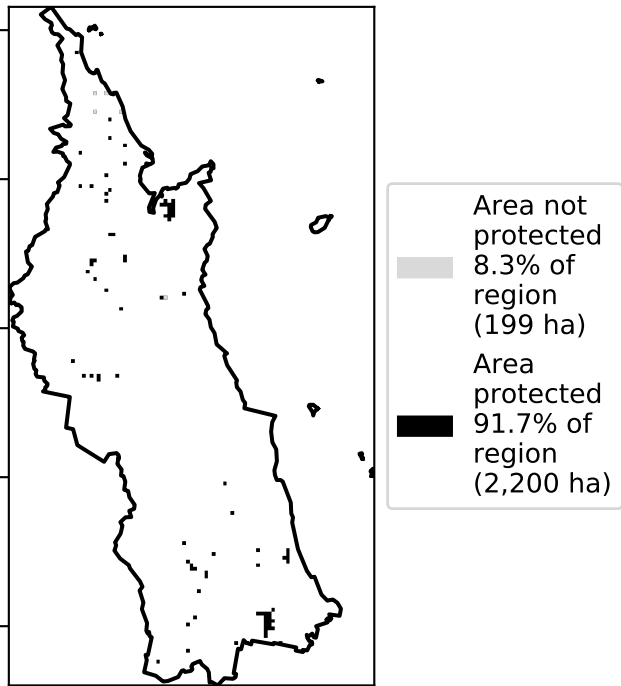 Area not
protected
8.3% of
region
(199 ha)
Area
protected
91.7% of
region
(2,200 ha)